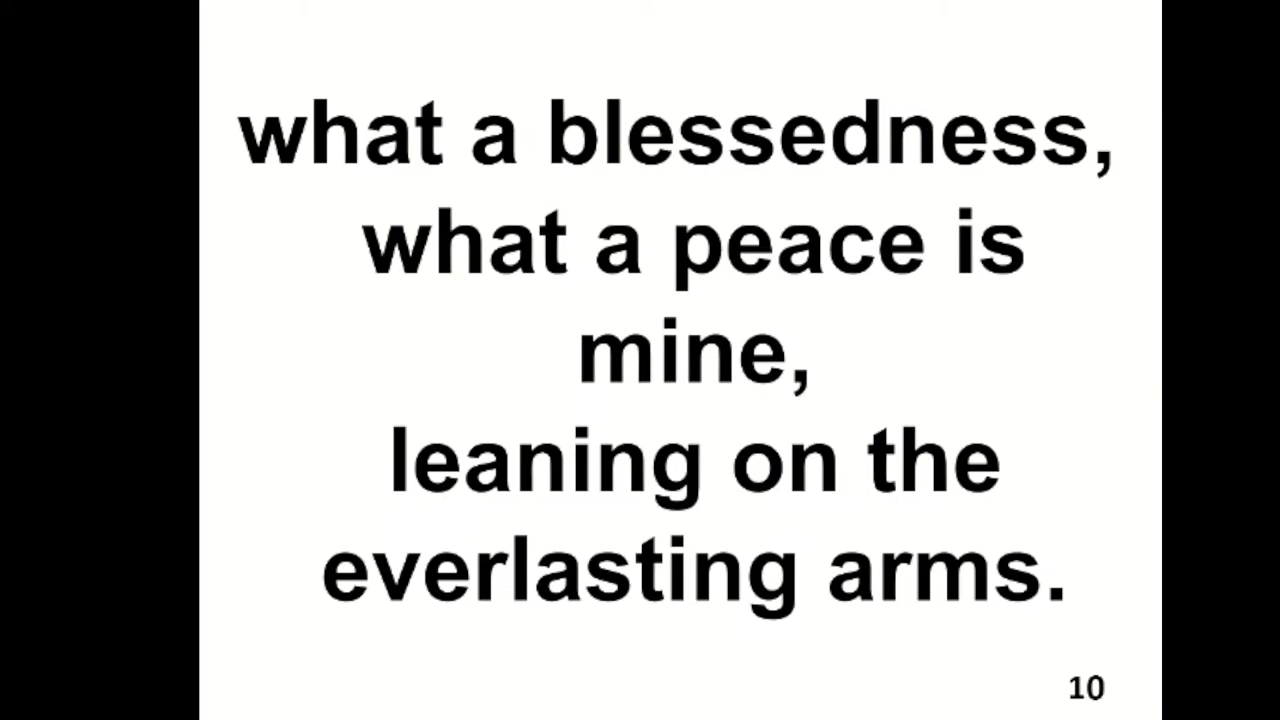 what a blessedness,
what a peace is
mine,
leaning on the
everlasting arms.
10